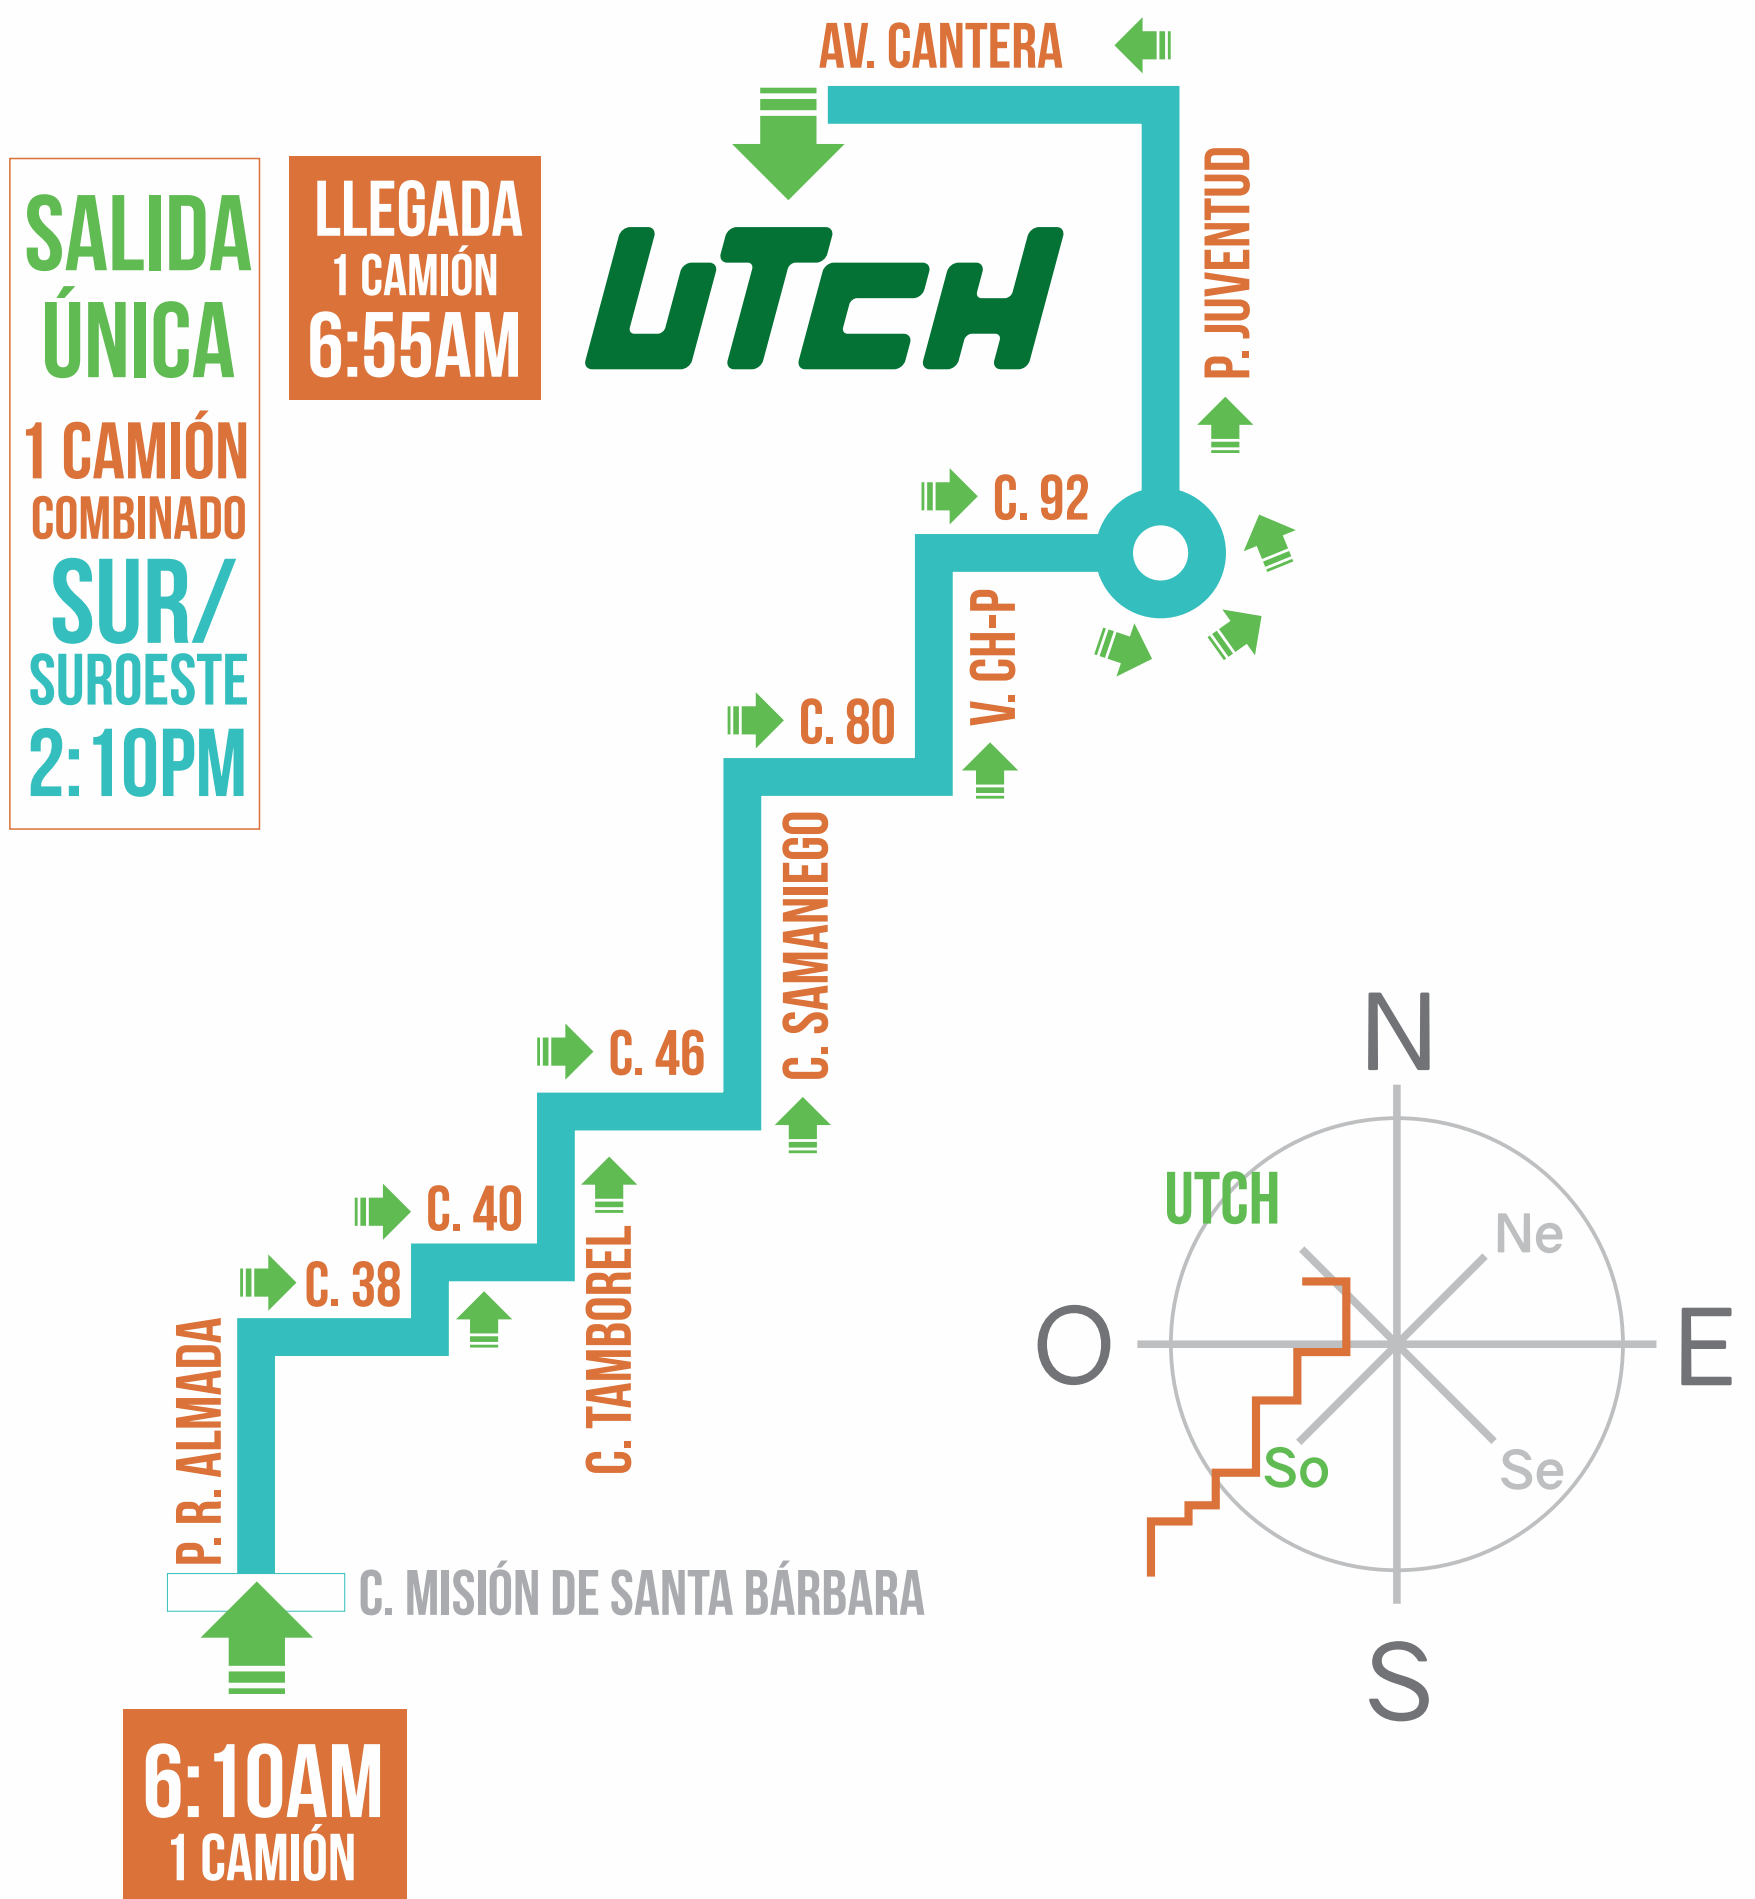 AV. CANTERA
SALIDA
ÚNICA
1 CAMIÓN
COMBINADO
SUR/
SUROESTE
2:10PM
LLEGADA
1 CAMIÓN
6:55AM
UTCH
P. JUVENTUD
C. 92
V. CH-P
C. 80
C. SAMANIEGO
C. 46
C. 40
C. TAMBOREL
C. 38
P. R. ALMADA
C. MISIÓN DE SANTA BÁRBARA
6:10AM
1 CAMIÓN
N
UTCH
Ne
O
E
So
Se
S